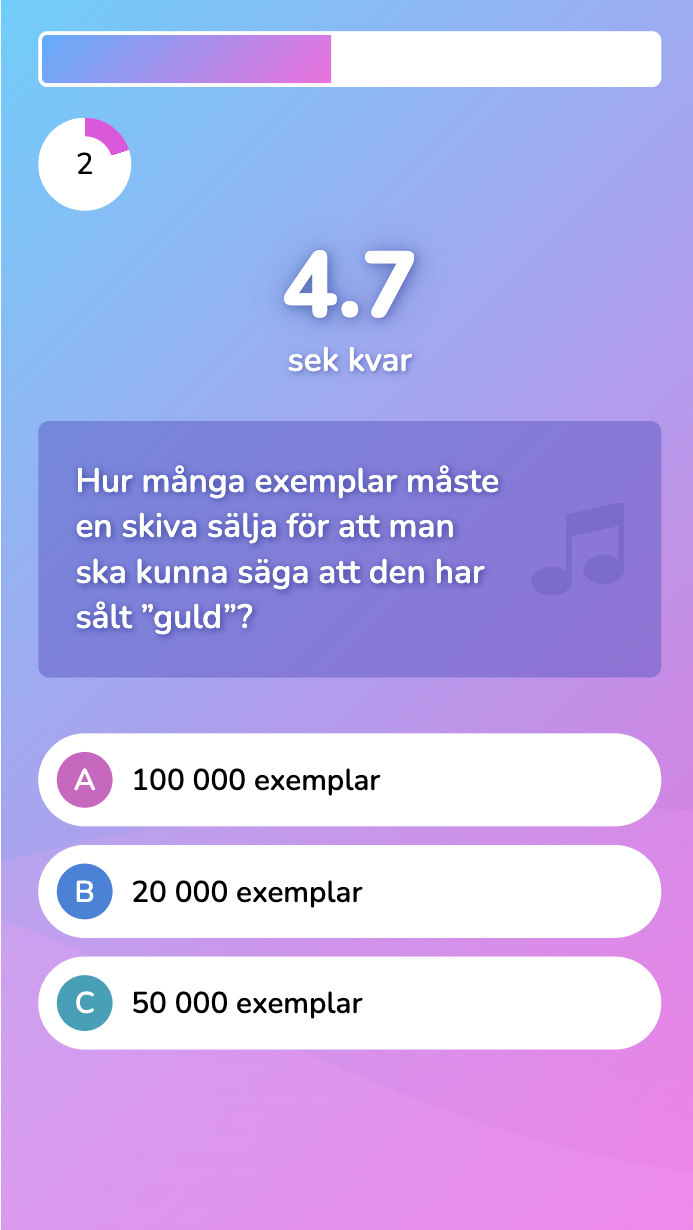 2
4.7
sek kvar
Hur många exemplar måste
en skiva sälja för att man
ska kunna säga att den har
sålt ”guld”?
A 100 000 exemplar
B 20 000 exemplar
C 50 000 exemplar